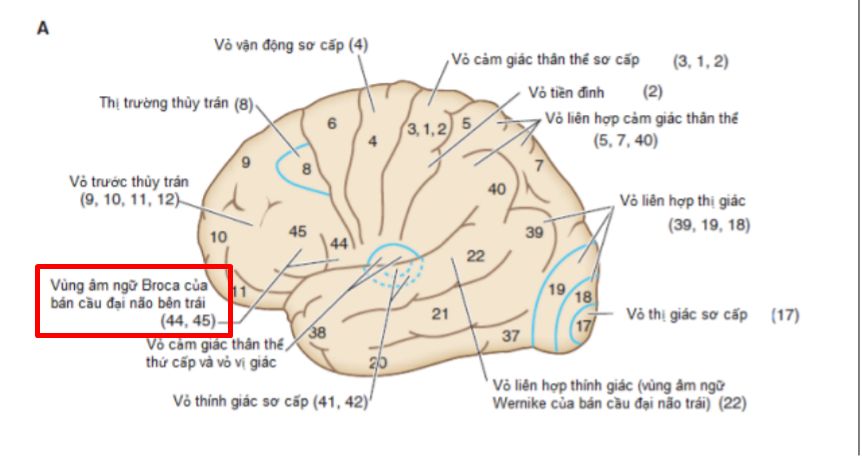 A
Vỏ vận động sơ cấp (4)
Vỏ cảm giác thân thể sơ cấp (3, 1, 2)
Vỏ tiền đình (2)
Thị trường thùy trán (8)
Vỏ liên hợp cảm giác thân thể
(5, 7, 40)
6
4
3, 1, 2
5
9
8
7
Vỏ trước thùy trán
(9, 10, 11, 12)
40
Vỏ liên hợp thị giác
(39, 19, 18)
10
45
44
39
22
Vùng âm ngữ Broca của
bán cầu đại não bên trái
(44, 45)
11
19
18
17
Vỏ thị giác sơ cấp (17)
21
38
37
20
Vỏ cảm giác thân thể
thứ cấp và vỏ vị giác
Vỏ thính giác sơ cấp (41, 42)
Vỏ liên hợp thính giác (vùng âm ngữ
Wernike của bán cầu đại não trái) (22)